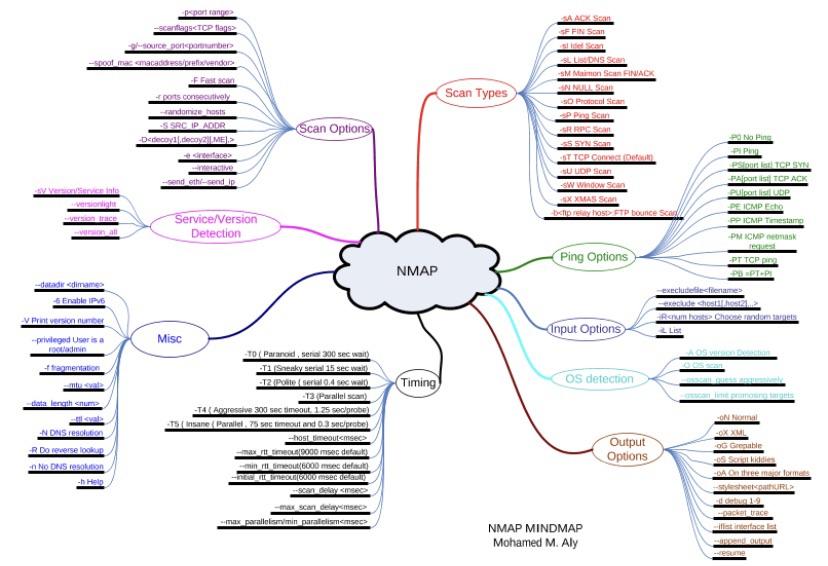 -p<port range>
--scanflags<TCP flags>
-g/--source_port<portnumber>
--spoof_mac <macaddress/prefix/vendor>
-F Fast scan
-r ports consecutively
--randomize_hosts
-S SRC_IP_ADDR
-D<decoy1[,decoy2][,ME],>
-e <interface>
--interactive
--send_eth/--send_ip
Scan Options
-sV Version/Service Info
--versionlight
--version_trace
--version_all
Service/Version
Detection
--datadir <dirname>
-6 Enable IPv6
-V Print version number
--privileged User is a
root/admin
-f fragmentation
--mtu <val>
--data_length <num>
--ttl <val>
-N DNS resolution
-R Do reverse lookup
-n No DNS resolution
-h Help
Misc
-T0 ( Paranoid , serial 300 sec wait)
-T1 (Sneaky serial 15 sec wait)
-T2 (Polite ( serial 0.4 sec wait)
-T3 (Parallel scan)
-T4 ( Aggressive 300 sec timeout, 1.25 sec/probe)
-T5 ( Insane ( Parallel , 75 sec timeout and 0.3 sec/probe)
--host_timeout<msec>
--max_rtt_timeout(9000 msec default)
--min_rtt_timeout(6000 msec default)
--initial_rtt_timeout(6000 msec default)
--scan_delay <msec>
--max_scan_delay<msec>
--max_parallelism/min_parallelism<msec>
Timing
NMAP
Scan Types
-sA ACK Scan
-sF FIN Scan
-sI Idel Scan
-sL List/DNS Scan
-sM Maimon Scan FIN/ACK
-sN NULL Scan
-sO Protocol Scan
-sP Ping Scan
-sR RPC Scan
-sS SYN Scan
-sT TCP Connect (Default)
-sU UDP Scan
-sW Window Scan
-sX XMAS Scan
-b<ftp relay host>:FTP bounce Scan
Ping Options
-P0 No Ping
-PI Ping
-PS[port list] TCP SYN
-PA[port list] TCP ACK
-PU[port list] UDP
-PE ICMP Echo
-PP ICMP Timestamp
-PM ICMP netmask
request
-PT TCP ping
-PB =PT+PI
Input Options
--execludefile<filename>
--execlude <host1[,host2]...>
-iR<num hosts> Choose random targets
-iL List
OS detection
-A OS version Detection
-O OS scan
--osscan_guess aggressively
--osscan_limit promising targets
Output
Options
-oN Normal
-oX XML
-oG Grepable
-oS Script kiddies
-oA On three major formats
--stylesheet<pathURL>
-d debug 1-9
--packet_trace
--iflist interface list
--append_output
--resume
NMAP MINDMAP
Mohamed M. Aly